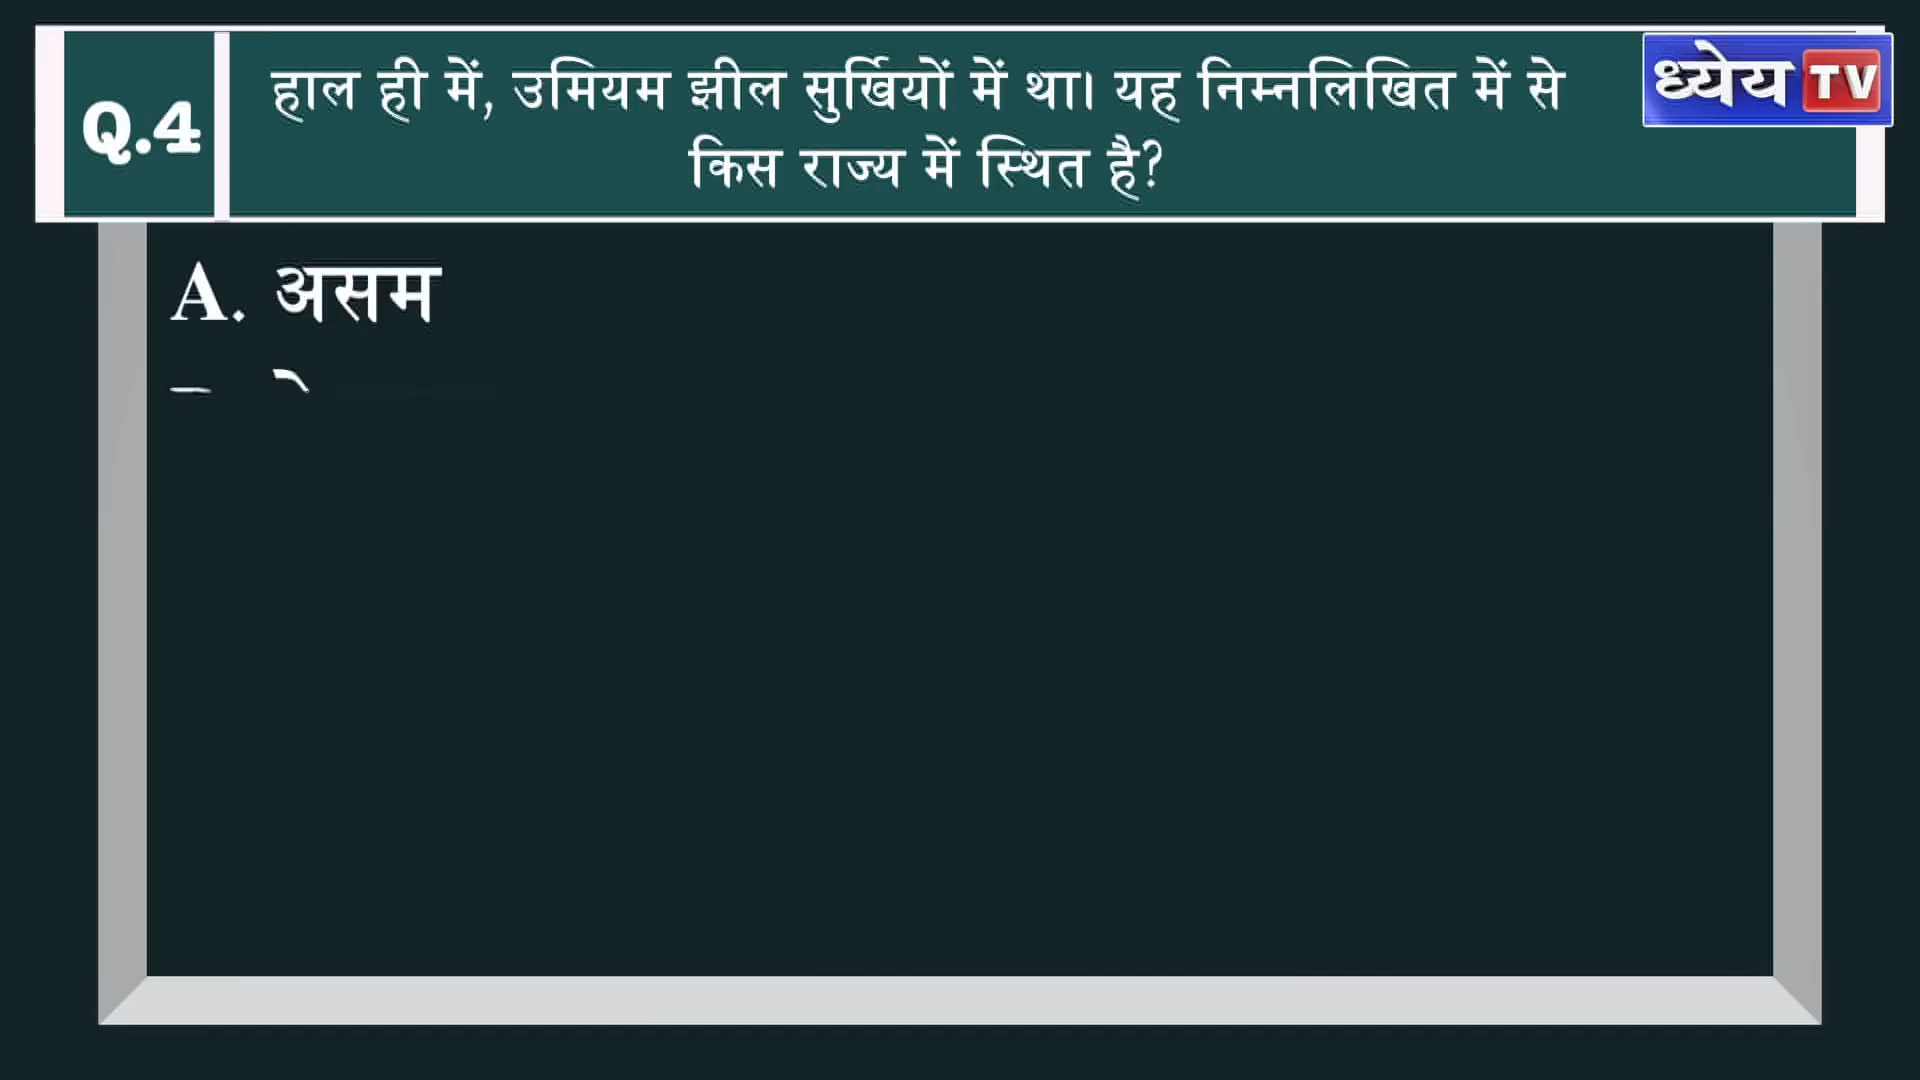 Q.4
हाल ही में, उमियम झील सुर्खियों में था। यह निम्नलिखित में से
किस राज्य में स्थित है?
ध्येय TV
A. असम